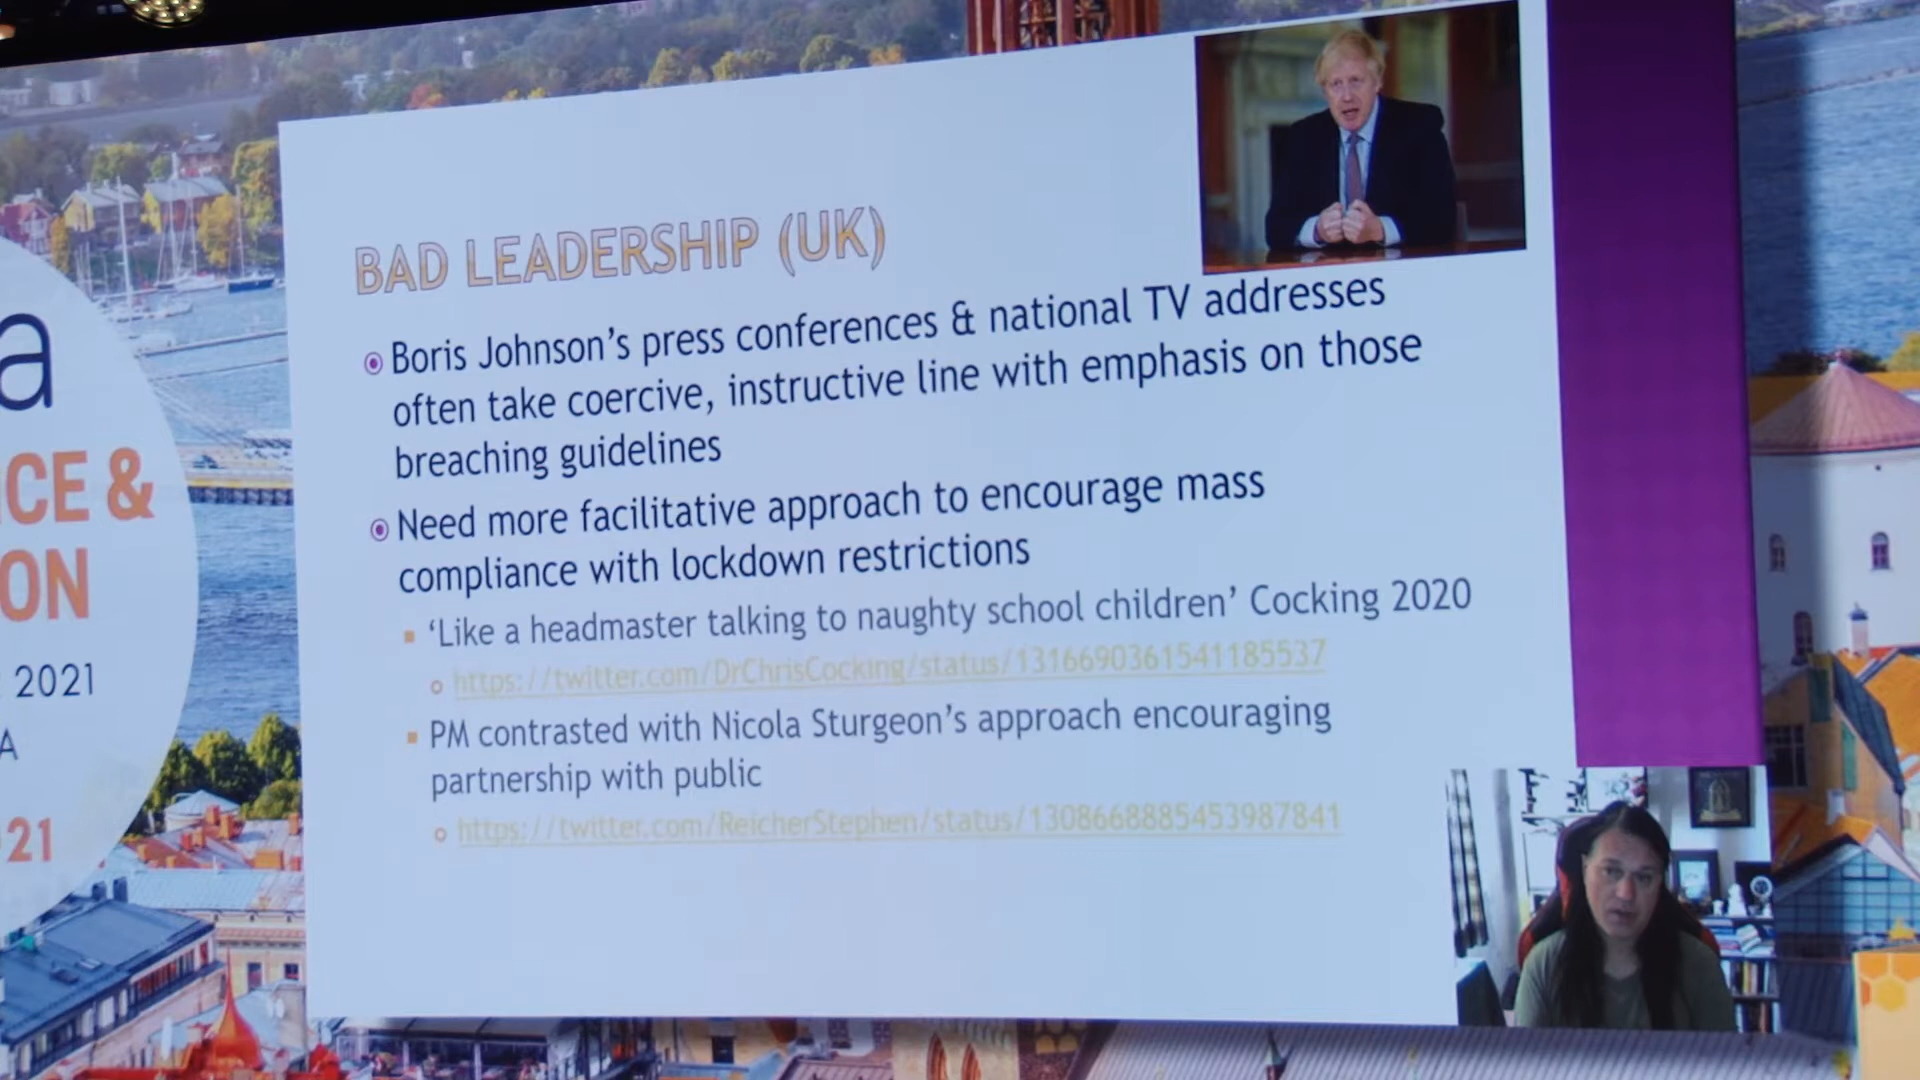 a
CE &
ON
2021
A
21
BAD LEADERSHIP (UK)
Boris Johnson's press conferences & national TV addresses
often take coercive, instructive line with emphasis on those
breaching guidelines
Need more facilitative approach to encourage mass
compliance with lockdown restrictions
'Like a headmaster talking to naughty school children' Cocking 2020
https://twitter.com/DrChrisCocking/status/1316690361541185537
PM contrasted with Nicola Sturgeon's approach encouraging
partnership with public
https://twitter.com/ReicherStephen/status/1308668885453987841